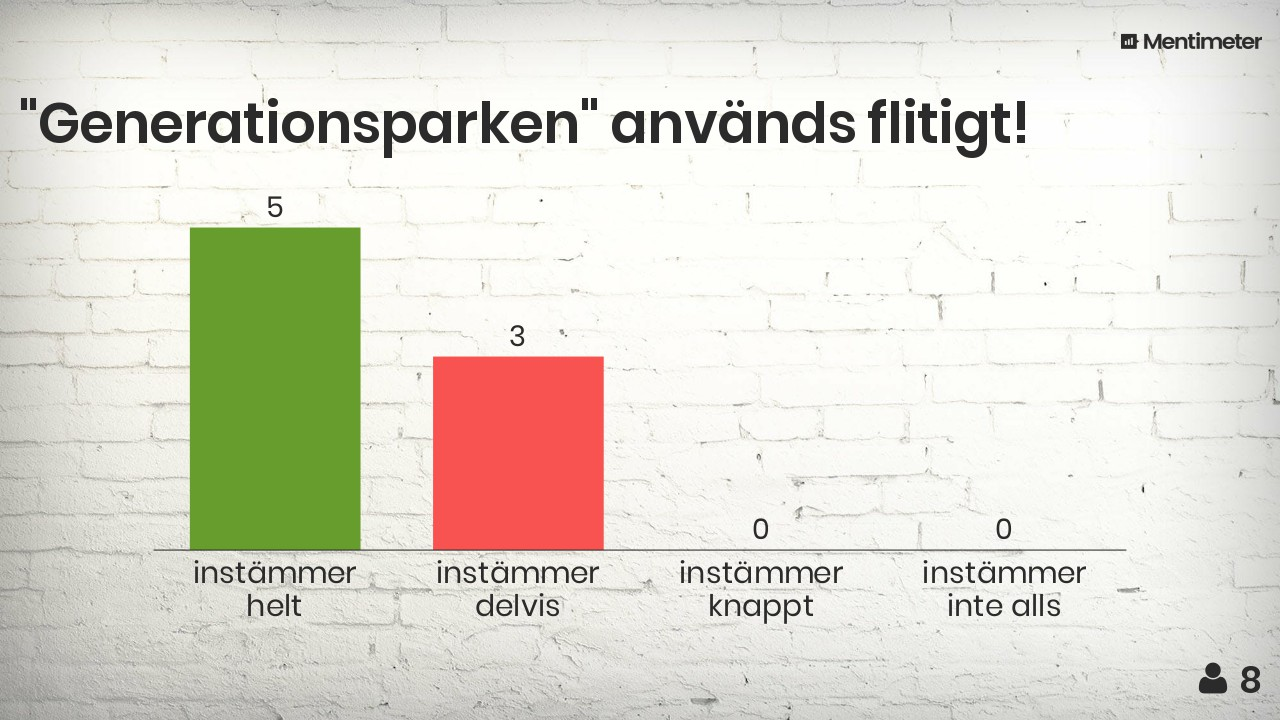 Mentimeter
"Generationsparken" används flitigt!
5
3
0
0
instämmer helt
instämmer delvis
instämmer knappt
instämmer inte alls
8